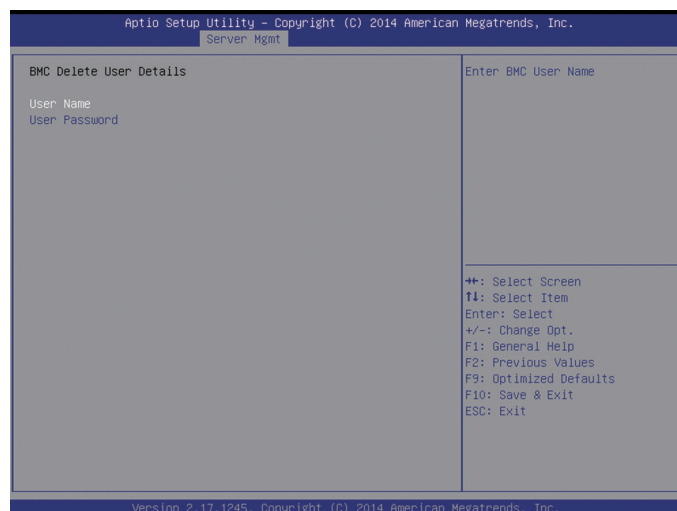 Aptio Setup Utility – Copyright (C) 2014 American Megatrends, Inc.
Server Mgmt
BMC Delete User Details
User Name
User Password
Enter BMC User Name
→←: Select Screen
↑↓: Select Item
Enter: Select
+/-: Change Opt.
F1: General Help
F2: Previous Values
F9: Optimized Defaults
F10: Save & Exit
ESC: Exit
Version 2.17.1245. Copyright (C) 2014 American Megatrends, Inc.